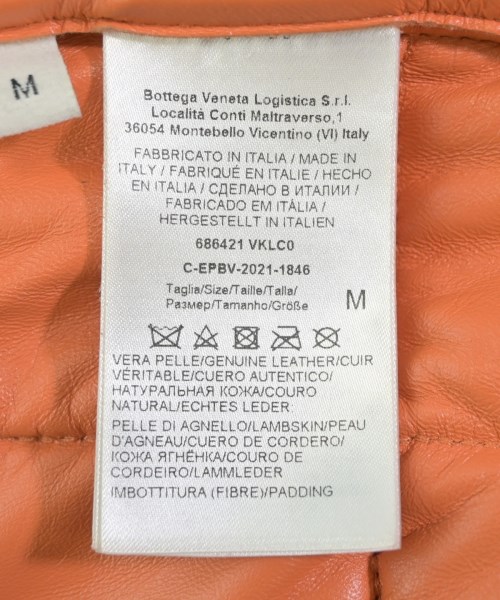 M
Bottega Veneta Logistica S.r.l.
Località Conti Maltraverso,1
36054 Montebello Vicentino (VI) Italy
FABBRICATO IN ITALIA / MADE IN
ITALY / FABRIQUÉ EN ITALIE / HECHO
EN ITALIA / СДЕЛАНО В ИТАЛИИ /
FABRICADO EM ITÁLIA /
HERGESTELLT IN ITALIEN
686421 VKLC0
C-EPBV-2021-1846
Taglia/Size/Taille/Talla/
Размер/Tamanho/Größe M
VERA PELLE/GENUINE LEATHER/CUIR
VÉRITABLE/CUERO AUTENTICO/
НАТУРАЛЬНАЯ КОЖА/COURO
NATURAL/ECHTES LEDER:
PELLE DI AGNELLO/LAMBSKIN/PEAU
D'AGNEAU/CUERO DE CORDERO/
КОЖА ЯГНЁНКА/COURO DE
CORDEIRO/LAMMLEDER
IMBOTTITURA (FIBRE)/PADDING